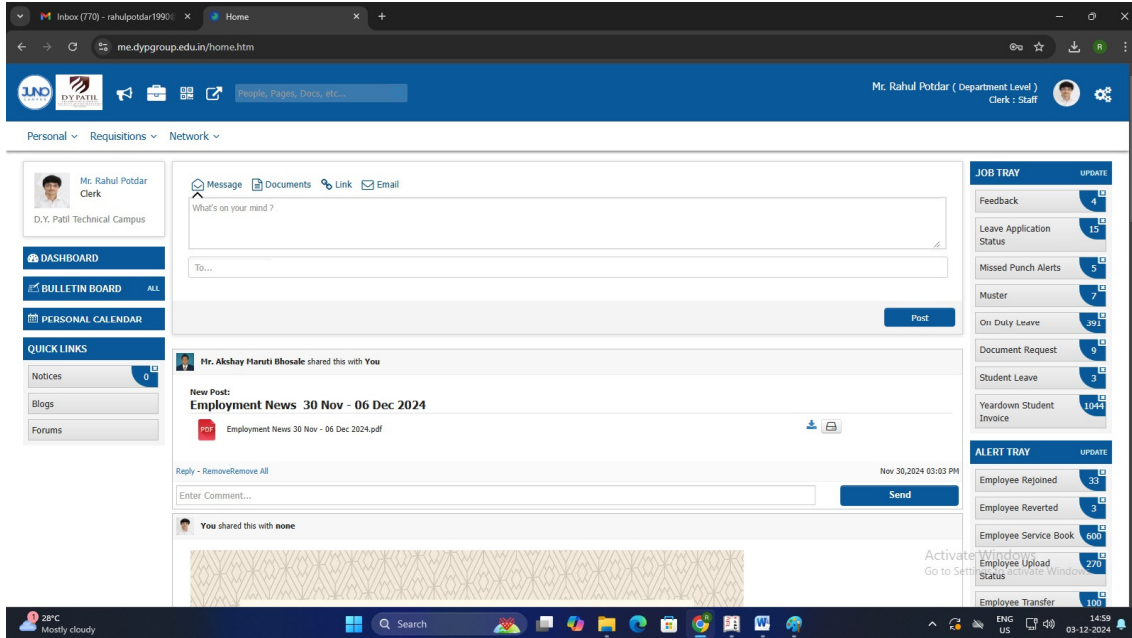 Inbox (770) - rahulpotdar1990
Home
me.dypgroup.edu.in/home.htm
R
JUNO
CAMPUS
D Y PATIL
People, Pages, Docs, etc...
Mr. Rahul Potdar ( Department Level )
Clerk : Staff
Personal
Requisitions
Network
Mr. Rahul Potdar
Clerk
D.Y. Patil Technical Campus
DASHBOARD
BULLETIN BOARD
ALL
PERSONAL CALENDAR
QUICK LINKS
Notices
0
Blogs
Forums
Message
Documents
Link
Email
What's on your mind ?
To...
Post
Mr. Akshay Maruti Bhosale shared this with You
New Post:
Employment News 30 Nov - 06 Dec 2024
PDF
Employment News 30 Nov - 06 Dec 2024.pdf
Reply - RemoveRemove All
Nov 30,2024 03:03 PM
Enter Comment...
Send
You shared this with none
JOB TRAY
UPDATE
Feedback
4
Leave Application
Status
15
Missed Punch Alerts
5
Muster
7
On Duty Leave
391
Document Request
9
Student Leave
3
Yeardown Student
Invoice
1044
ALERT TRAY
UPDATE
Employee Rejoined
33
Employee Reverted
3
Employee Service Book
600
Employee Upload
Status
270
Employee Transfer
100
Activate Windows
Go to Settings to activate Windows.
1
28°C
Mostly cloudy
Search
W
ENG
US
14:59
03-12-2024